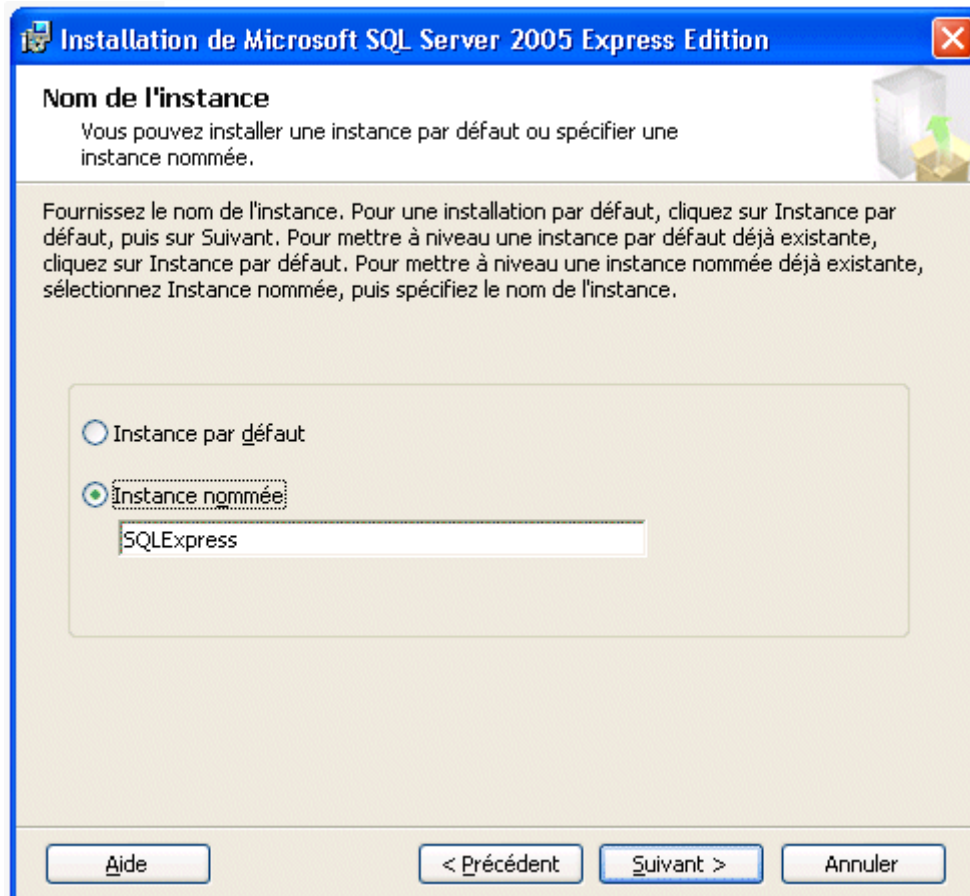 Installation de Microsoft SQL Server 2005 Express Edition
Nom de l'instance
Vous pouvez installer une instance par défaut ou spécifier une
instance nommée.
Fournissez le nom de l'instance. Pour une installation par défaut, cliquez sur Instance par
défaut, puis sur Suivant. Pour mettre à niveau une instance par défaut déjà existante,
cliquez sur Instance par défaut. Pour mettre à niveau une instance nommée déjà existante,
sélectionnez Instance nommée, puis spécifiez le nom de l'instance.
Instance par défaut
Instance nommée
SQLExpress
Aide
< Précédent
Suivant >
Annuler